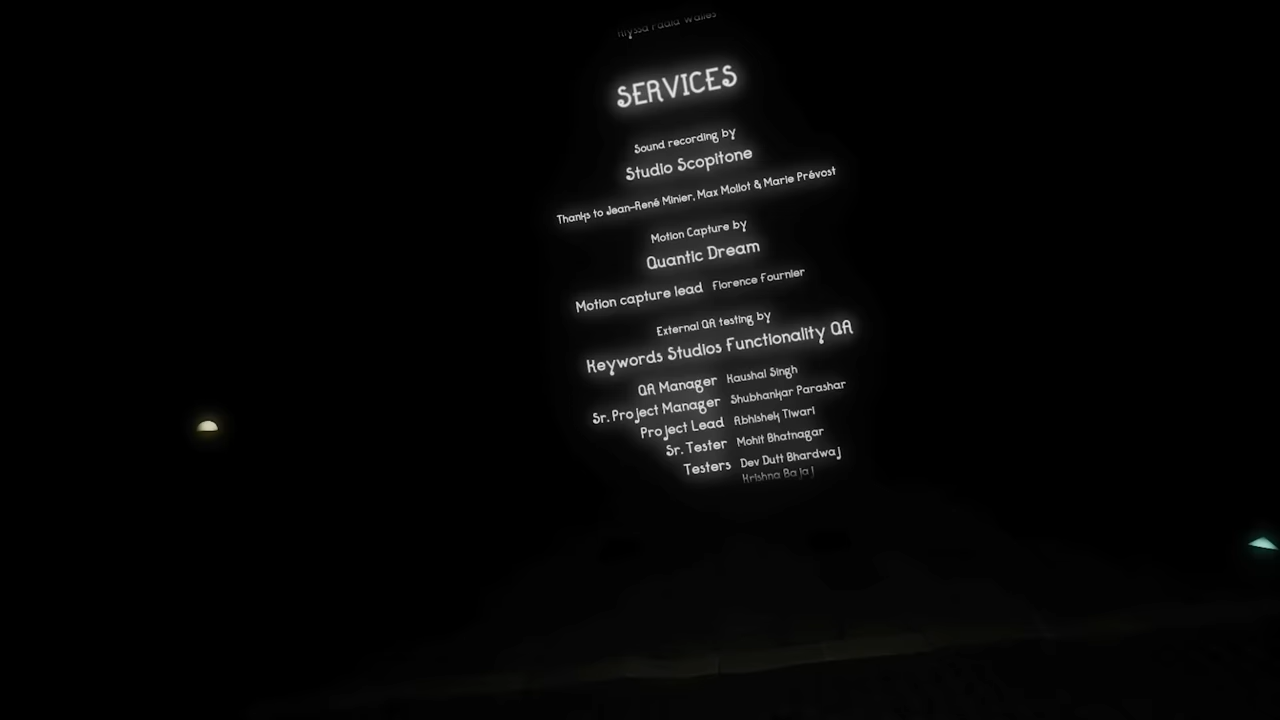 SERVICES
Sound recording by
Studio Scopitone
Thanks to Jean-René Minier, Max Mollot & Marie Prévost
Motion Capture by
Quantic Dream
Motion capture lead Florence Fournier
External QA testing by
Keywords Studios Functionality QA
QA Manager Kaushal Singh
Sr. Project Manager Shubhankar Parashar
Project Lead Abhishek Tiwari
Sr. Tester Mohit Bhatnagar
Testers Dev Dutt Bhardwaj
Krishna Bajaj